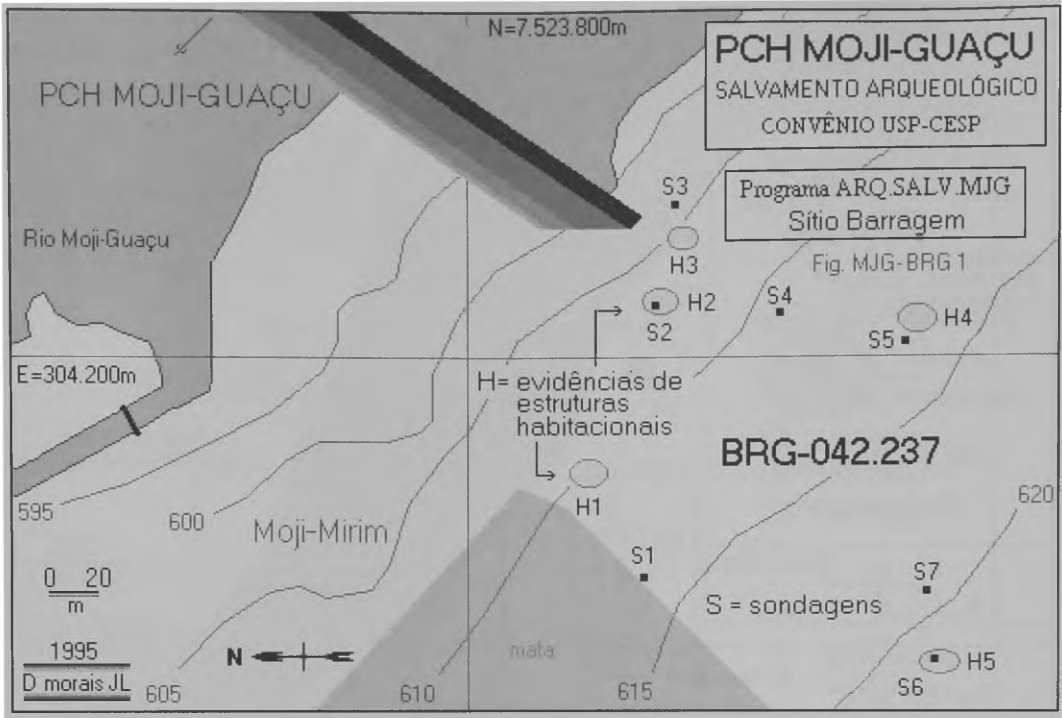 N=7.523.800m
PCH MOJI-GUAÇU
SALVAMENTO ARQUEOLÓGICO
CONVÊNIO USP-CESP
PCH MOJI-GUAÇU
Programa ARQ.SALV.MJG
Sítio Barragem
Fig. MJG-BRG 1
Rio Moji-Guaçu
S3
H3
H2
S2
S4
H4
S5
E=304.200m
H= evidências de
estruturas
habitacionais
BRG-042.237
H1
595
600
Moji-Mirim
620
S1
S7
S = sondagens
0 20
m
1995
D morais JL
N
mata
H5
S6
605
610
615